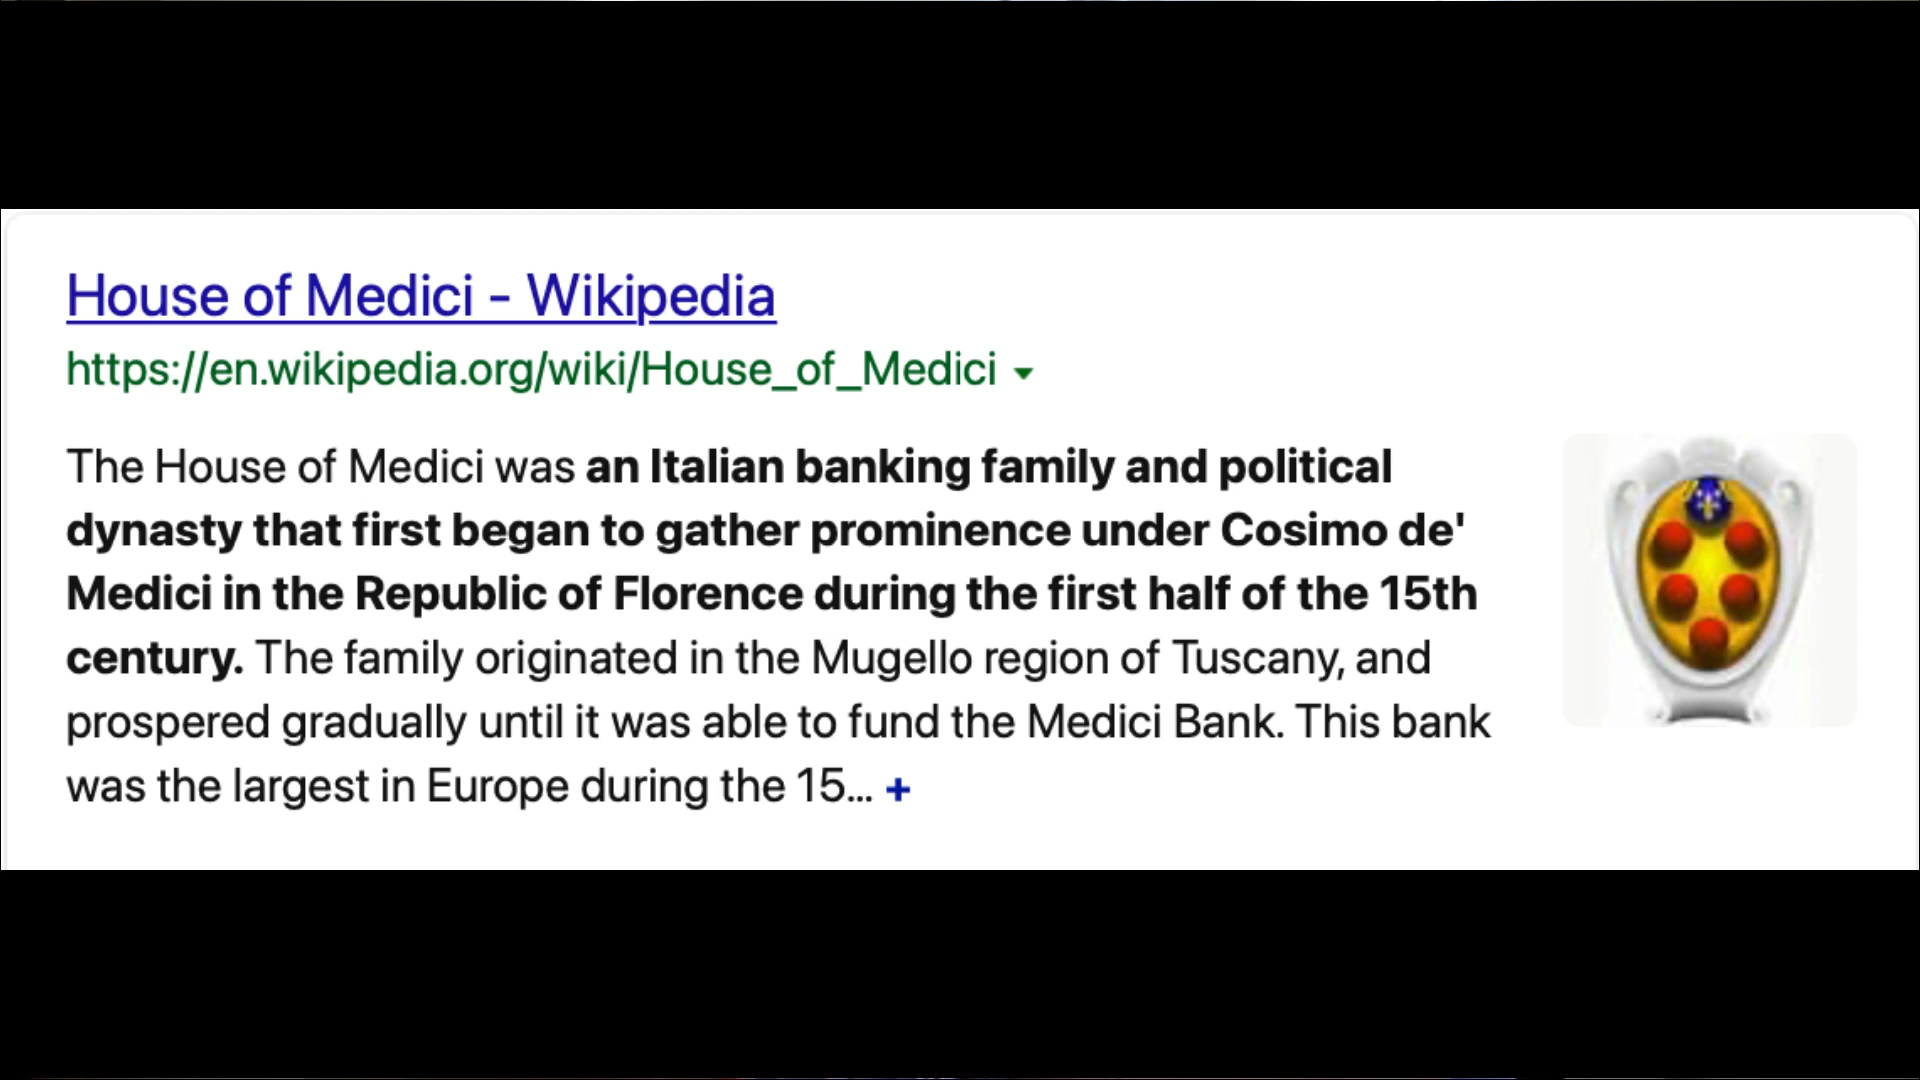 House of Medici - Wikipedia
https://en.wikipedia.org/wiki/House_of_Medici
The House of Medici was an Italian banking family and political
dynasty that first began to gather prominence under Cosimo de'
Medici in the Republic of Florence during the first half of the 15th
century. The family originated in the Mugello region of Tuscany, and
prospered gradually until it was able to fund the Medici Bank. This bank
was the largest in Europe during the 15... +